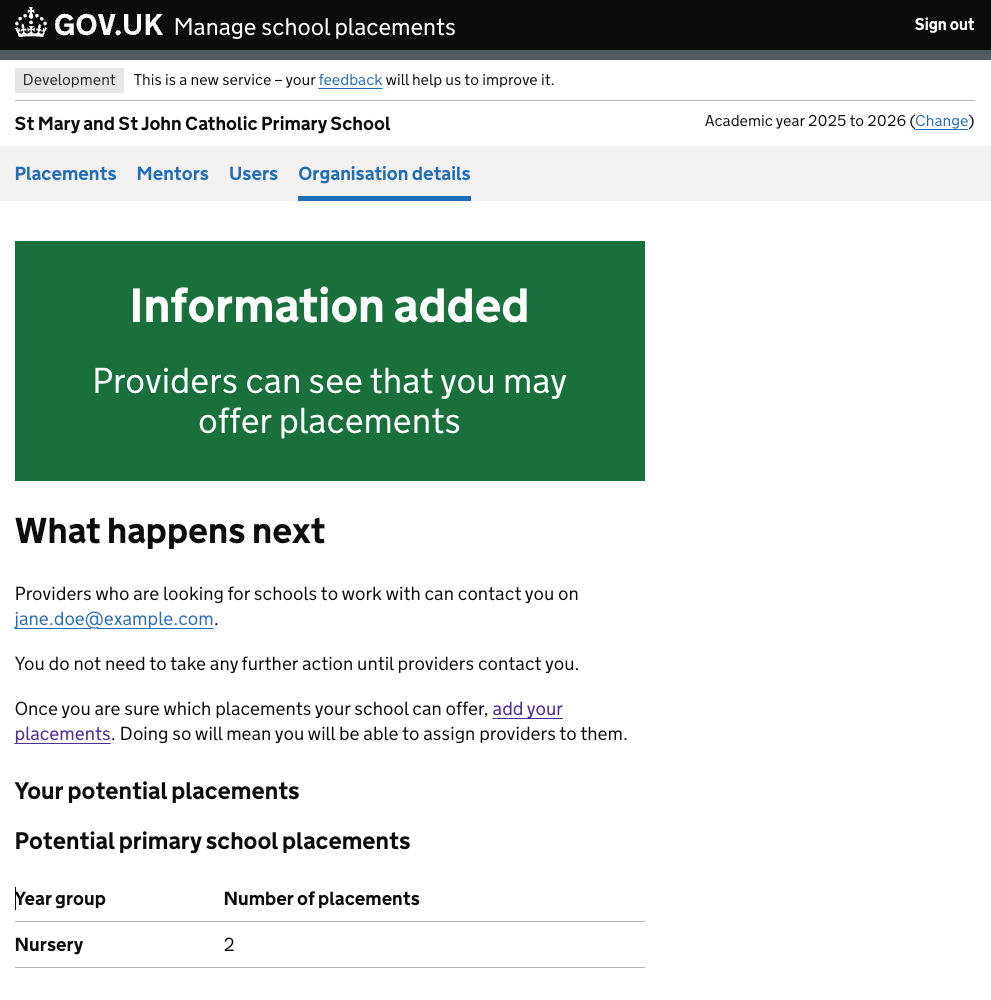 GOV.UK Manage school placements Sign out
Development This is a new service – your feedback will help us to improve it.
St Mary and St John Catholic Primary School Academic year 2025 to 2026 (Change)
Placements Mentors Users Organisation details
Information added
Providers can see that you may
offer placements
What happens next
Providers who are looking for schools to work with can contact you on
jane.doe@example.com.
You do not need to take any further action until providers contact you.
Once you are sure which placements your school can offer, add your
placements. Doing so will mean you will be able to assign providers to them.
Your potential placements
Potential primary school placements
Year group Number of placements
Nursery 2